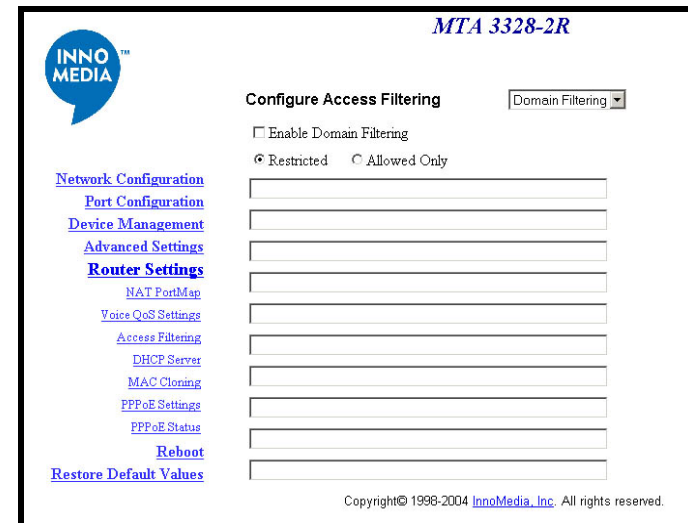 MTA 3328-2R
INNO
MEDIA
TM
Configure Access Filtering
Domain Filtering
Enable Domain Filtering
Restricted
Allowed Only
Network Configuration
Port Configuration
Device Management
Advanced Settings
Router Settings
NAT PortMap
Voice QoS Settings
Access Filtering
DHCP Server
MAC Cloning
PPPoE Settings
PPPoE Status
Reboot
Restore Default Values
Copyright© 1998-2004 InnoMedia, Inc. All rights reserved.